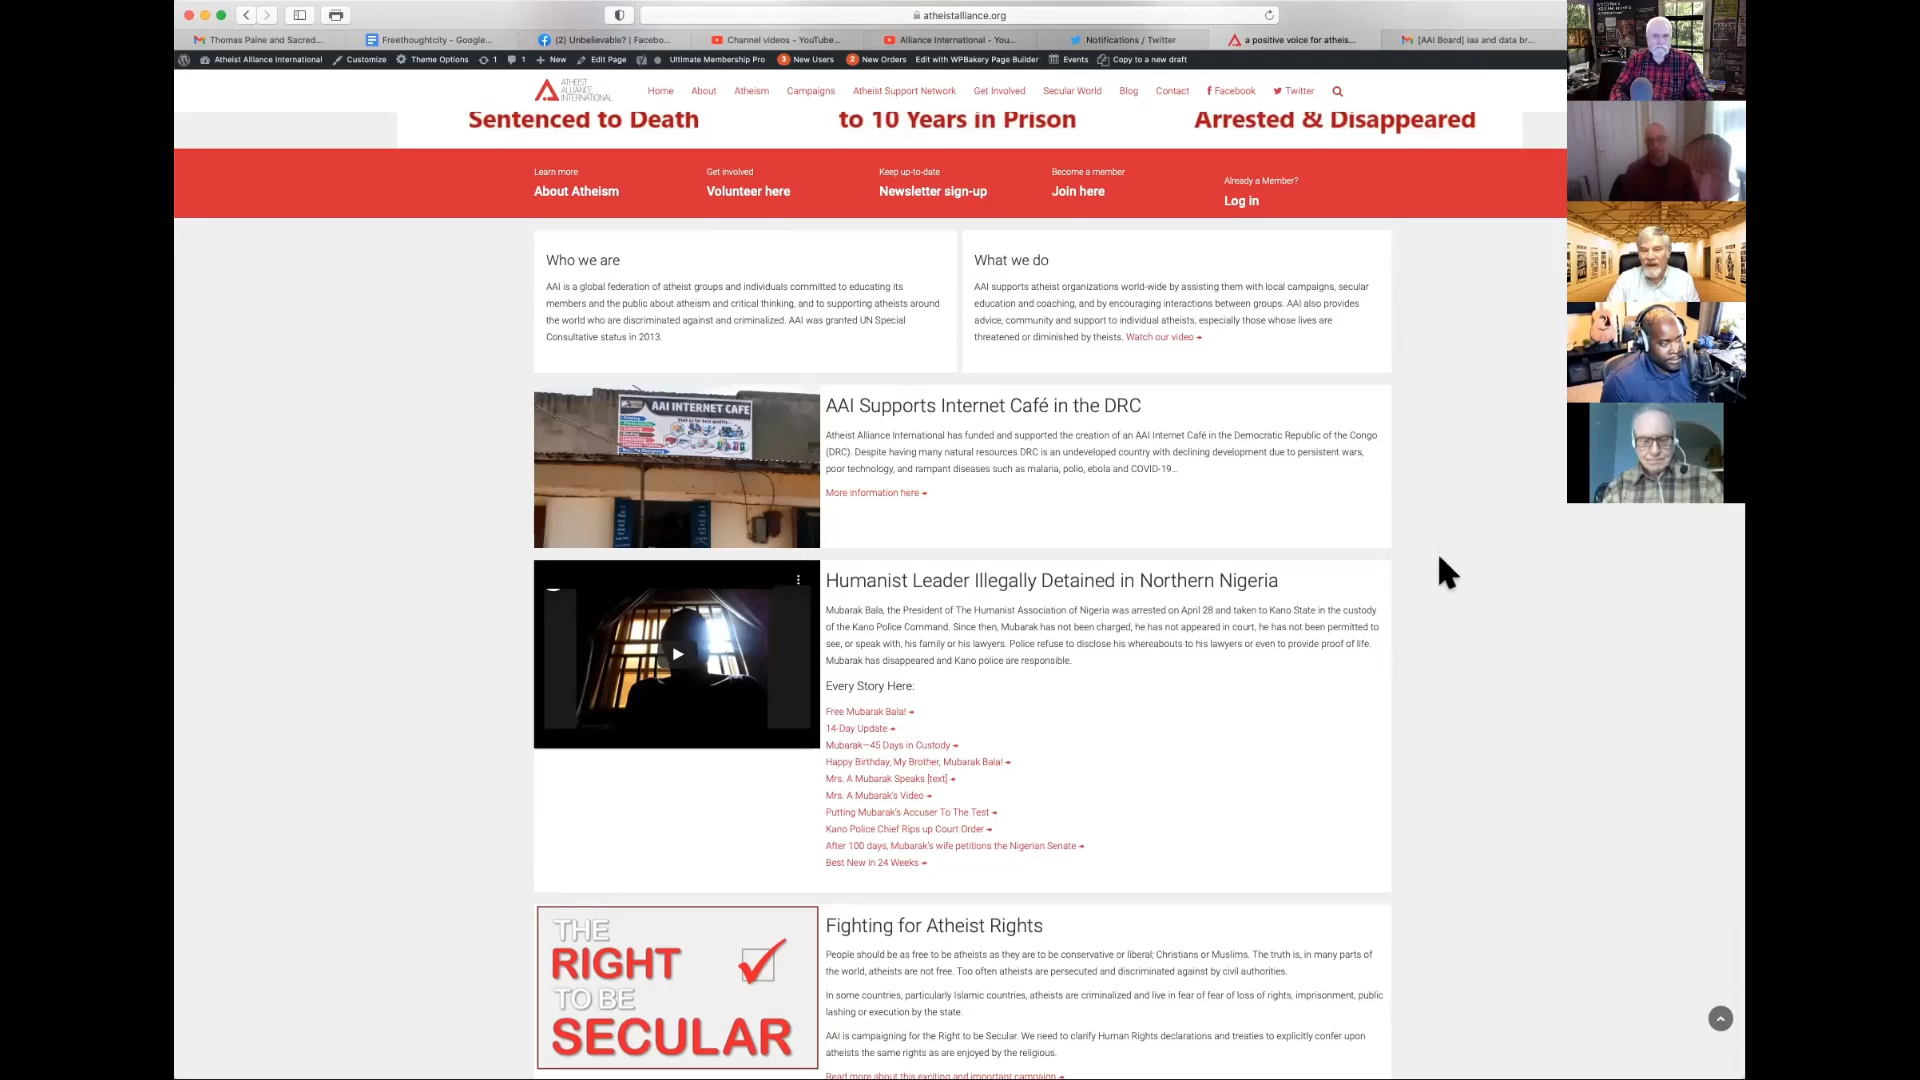 atheistalliance.org
Thomas Paine and Sacred...
Freethoughtcity - Google...
(2) Unbelievable? | Facebo...
Channel videos - YouTube...
Alliance International - You...
Notifications / Twitter
a positive voice for atheis...
[AAI Board] iaa and data br...
Atheist Alliance International
Customize
Theme Options
1
1
New
Edit Page
Ultimate Membership Pro
3 New Users
2 New Orders
Edit with WPBakery Page Builder
Events
Copy to a new draft
ATHEIST
ALLIANCE
INTERNATIONAL
Home
About
Atheism
Campaigns
Atheist Support Network
Get Involved
Secular World
Blog
Contact
Facebook
Twitter
Sentenced to Death
to 10 Years in Prison
Arrested & Disappeared
Learn more
About Atheism
Get involved
Volunteer here
Keep up-to-date
Newsletter sign-up
Become a member
Join here
Already a Member?
Log in
Who we are
AAI is a global federation of atheist groups and individuals committed to educating its
members and the public about atheism and critical thinking, and to supporting atheists around
the world who are discriminated against and criminalized. AAI was granted UN Special
Consultative status in 2013.
What we do
AAI supports atheist organizations world-wide by assisting them with local campaigns, secular
education and coaching, and by encouraging interactions between groups. AAI also provides
advice, community and support to individual atheists, especially those whose lives are
threatened or diminished by theists. Watch our video
AAI INTERNET CAFE
AAI Supports Internet Café in the DRC
Atheist Alliance International has funded and supported the creation of an AAI Internet Café in the Democratic Republic of the Congo
(DRC). Despite having many natural resources DRC is an undeveloped country with declining development due to persistent wars,
poor technology, and rampant diseases such as malaria, polio, ebola and COVID-19...
More information here
Humanist Leader Illegally Detained in Northern Nigeria
Mubarak Bala, the President of The Humanist Association of Nigeria was arrested on April 28 and taken to Kano State in the custody
of the Kano Police Command. Since then, Mubarak has not been charged, he has not appeared in court, he has not been permitted to
see, or speak with, his family or his lawyers. Police refuse to disclose his whereabouts to his lawyers or even to provide proof of life.
Mubarak has disappeared and Kano police are responsible.
Every Story Here:
Free Mubarak Bala!
14-Day Update
Mubarak—45 Days in Custody
Happy Birthday, My Brother, Mubarak Bala!
Mrs. A Mubarak Speaks [text]
Mrs. A Mubarak's Video
Putting Mubarak's Accuser To The Test
Kano Police Chief Rips up Court Order
After 100 days, Mubarak's wife petitions the Nigerian Senate
Best New in 24 Weeks
THE
RIGHT
TO BE
SECULAR
Fighting for Atheist Rights
People should be as free to be atheists as they are to be conservative or liberal; Christians or Muslims. The truth is, in many parts of
the world, atheists are not free. Too often atheists are persecuted and discriminated against by civil authorities.
In some countries, particularly Islamic countries, atheists are criminalized and live in fear of fear of loss of rights, imprisonment, public
lashing or execution by the state.
AAI is campaigning for the Right to be Secular. We need to clarify Human Rights declarations and treaties to explicitly confer upon
atheists the same rights as are enjoyed by the religious.
Read more about this exciting and important campaign